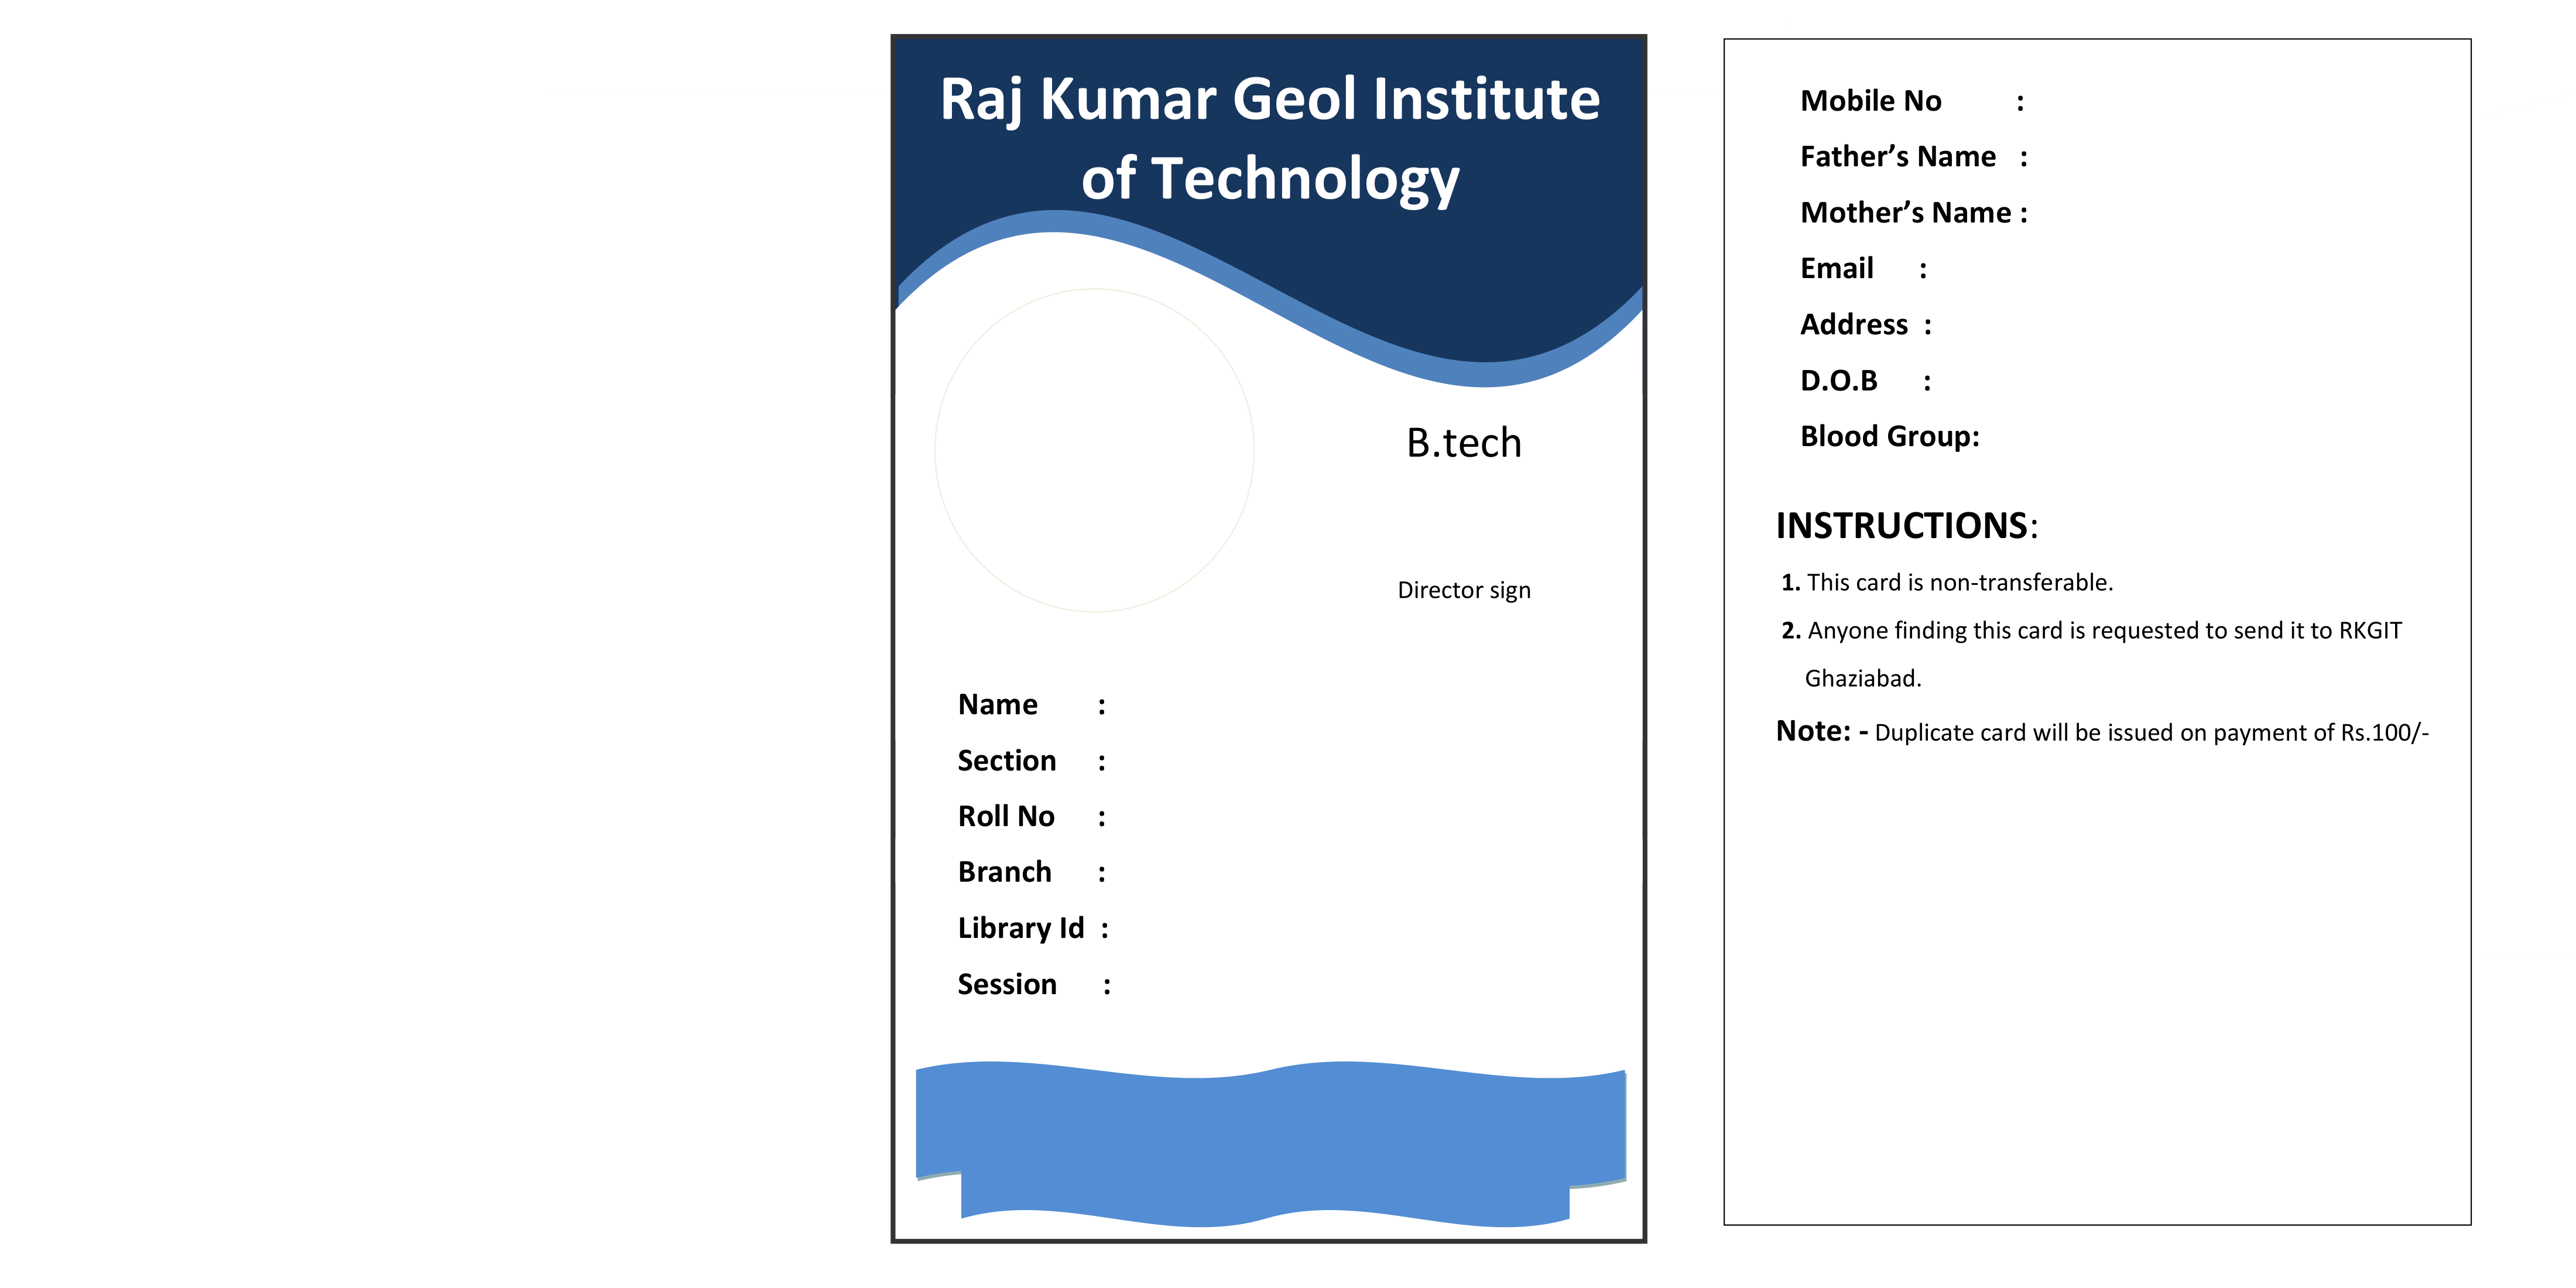 Raj Kumar Geol Institute
of Technology
B.tech
Director sign
Name :
Section :
Roll No :
Branch :
Library Id :
Session :
Mobile No :
Father’s Name :
Mother’s Name :
Email :
Address :
D.O.B :
Blood Group:
INSTRUCTIONS:
1. This card is non-transferable.
2. Anyone finding this card is requested to send it to RKGIT
Ghaziabad.
Note: - Duplicate card will be issued on payment of Rs.100/-